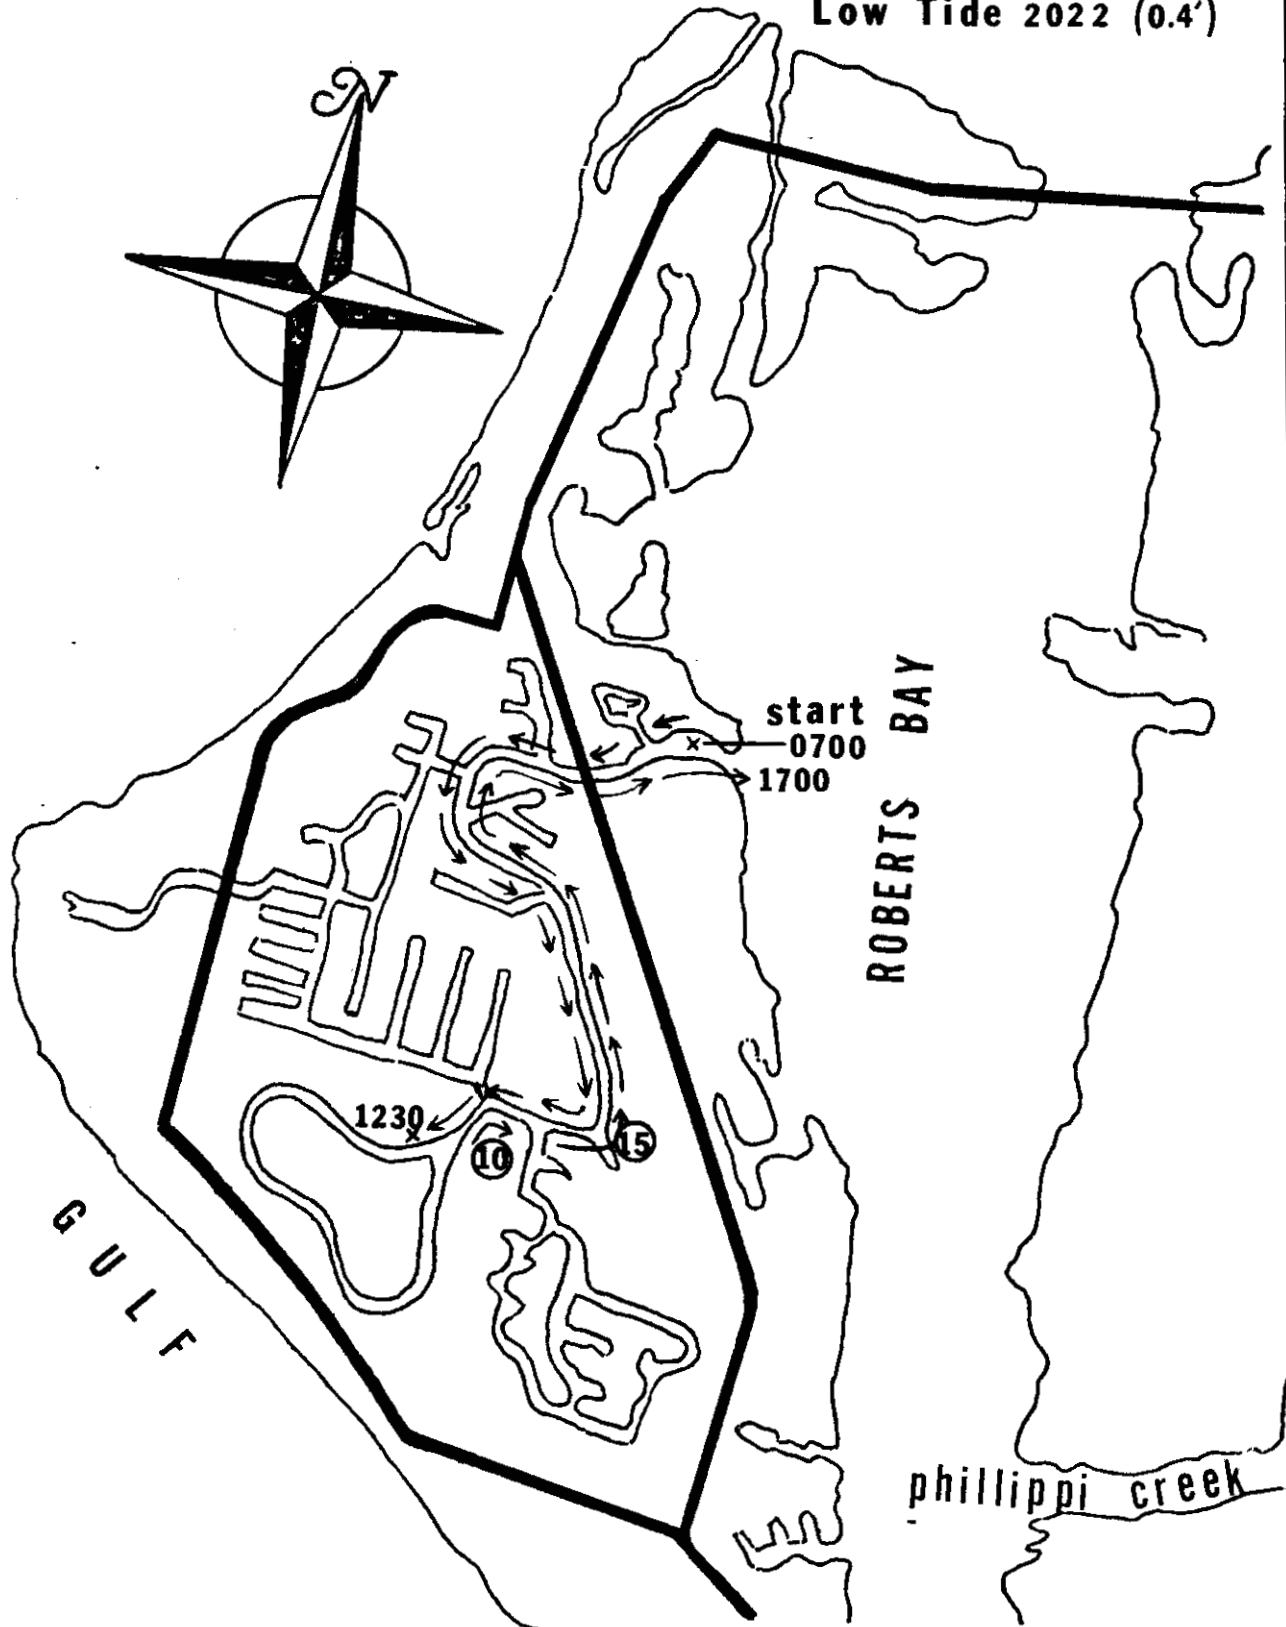 Low Tide 2022 (0.4')
N
start
0700
1700
ROBERTS BAY
1230
10
15
GULF
phillippi creek